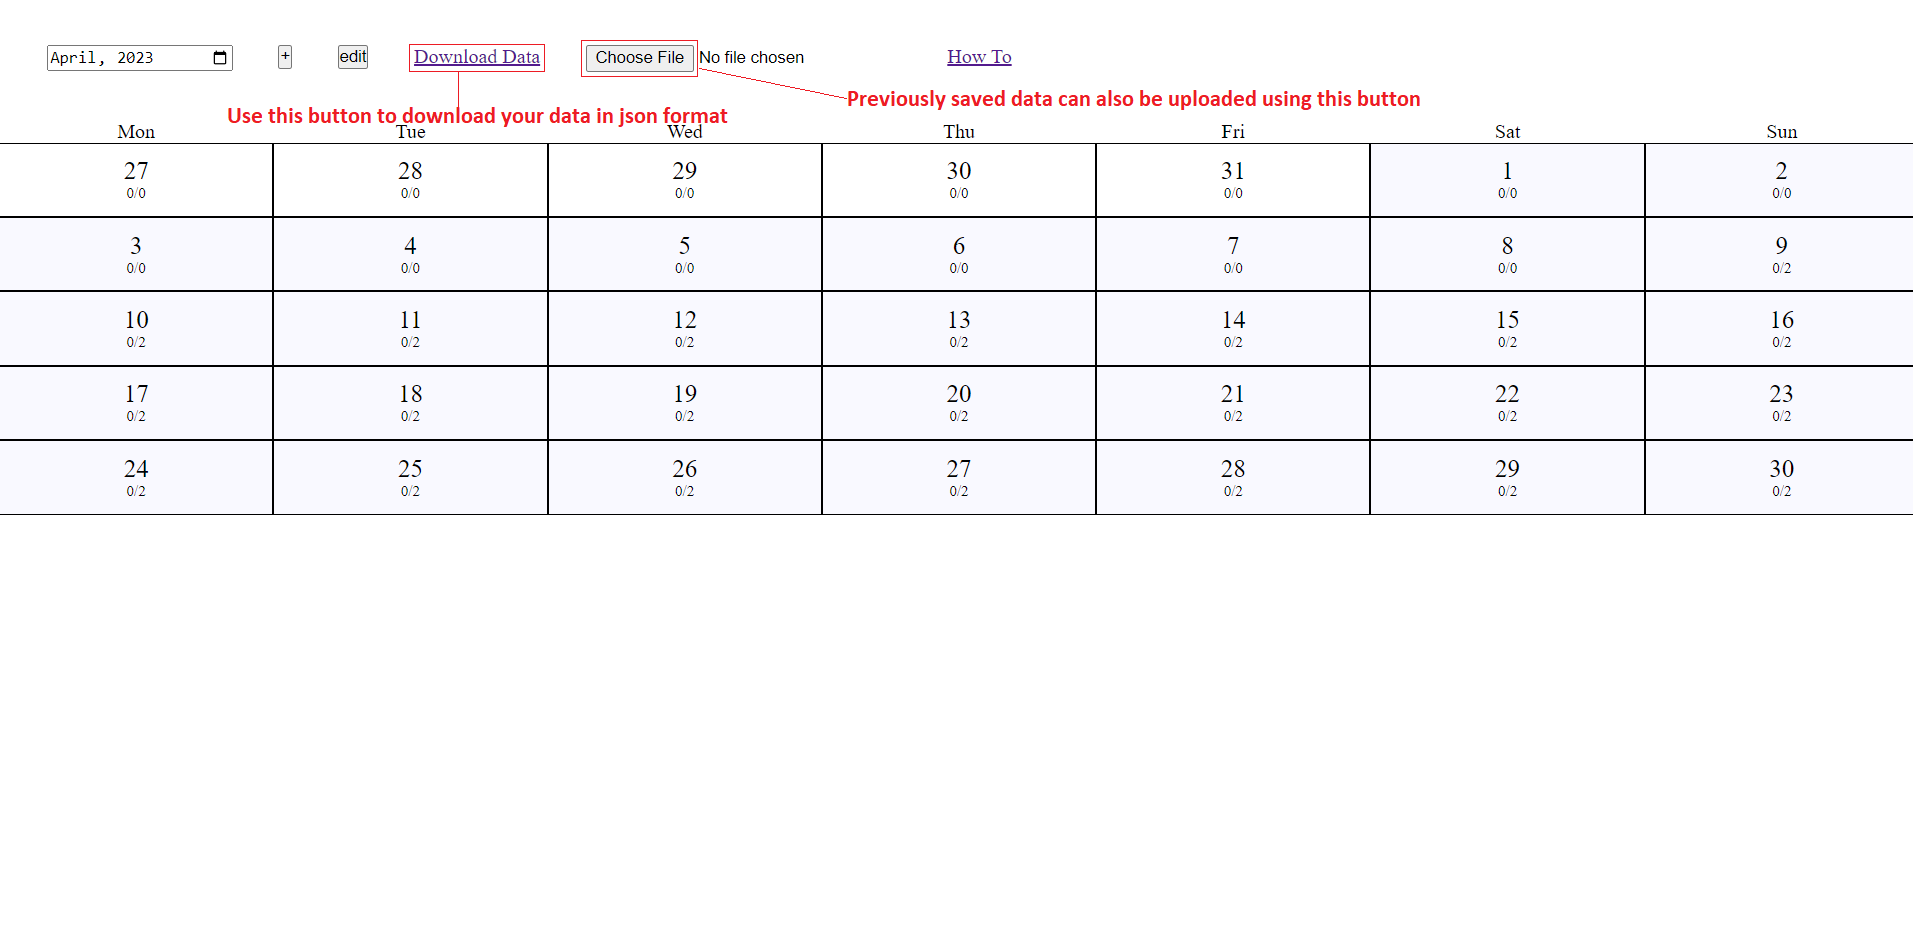 April, 2023 + edit Download Data Choose File No file chosen How To
Previously saved data can also be uploaded using this button
Use this button to download your data in json format
Mon Tue Wed Thu Fri Sat Sun
27 28 29 30 31 1 2
0/0 0/0 0/0 0/0 0/0 0/0 0/0
3 4 5 6 7 8 9
0/0 0/0 0/0 0/0 0/0 0/0 0/2
10 11 12 13 14 15 16
0/2 0/2 0/2 0/2 0/2 0/2 0/2
17 18 19 20 21 22 23
0/2 0/2 0/2 0/2 0/2 0/2 0/2
24 25 26 27 28 29 30
0/2 0/2 0/2 0/2 0/2 0/2 0/2